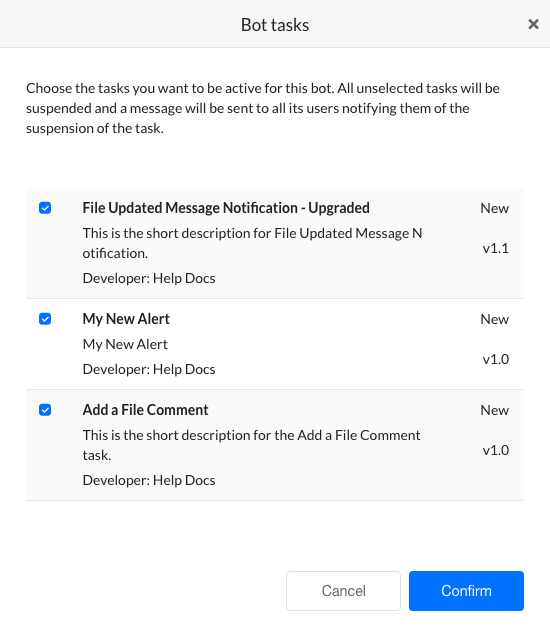 Bot tasks
Choose the tasks you want to be active for this bot. All unselected tasks will be
suspended and a message will be sent to all its users notifying them of the
suspension of the task.
File Updated Message Notification - Upgraded New
This is the short description for File Updated Message N
otification. v1.1
Developer: Help Docs
My New Alert New
My New Alert v1.0
Developer: Help Docs
Add a File Comment New
This is the short description for the Add a File Comment
task. v1.0
Developer: Help Docs
Cancel Confirm